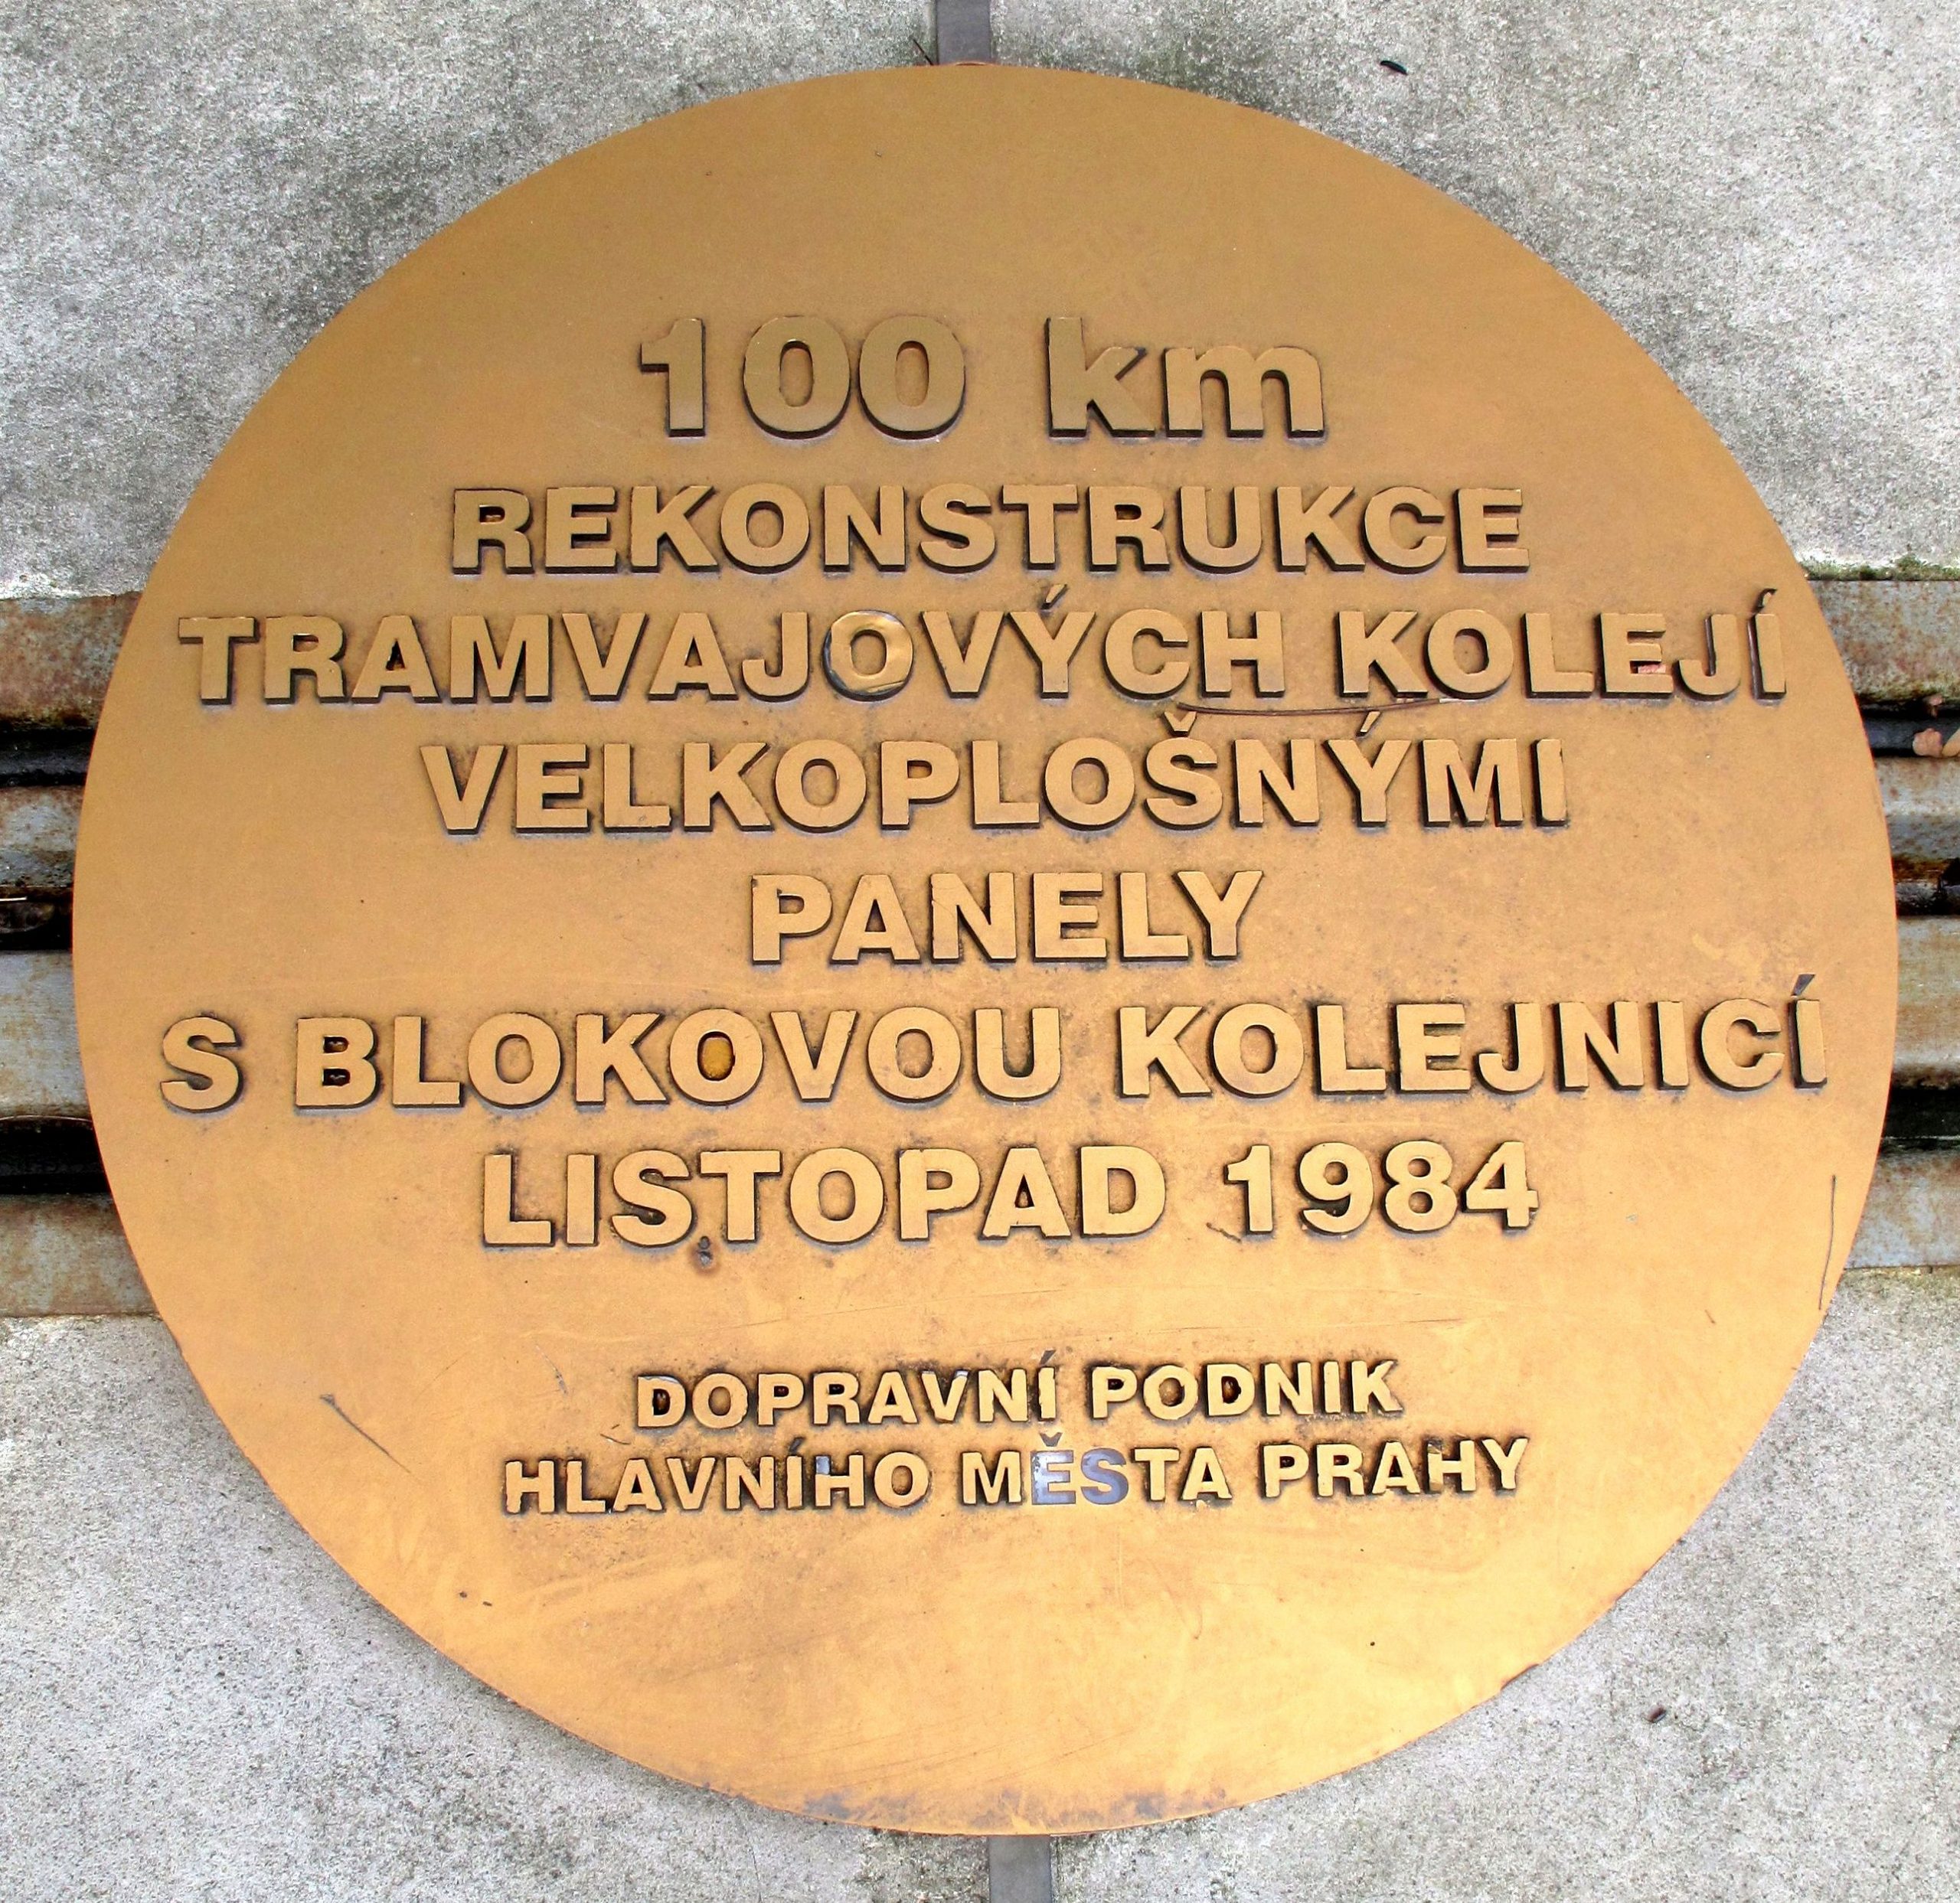 100 km
REKONSTRUKCE
TRAMVAJOVÝCH KOLEJÍ
VELKOPLOŠNÝMI
PANELY
S BLOKOVOU KOLEJNICÍ
LISTOPAD 1984
DOPRAVNÍ PODNIK
HLAVNÍHO MĚSTA PRAHY